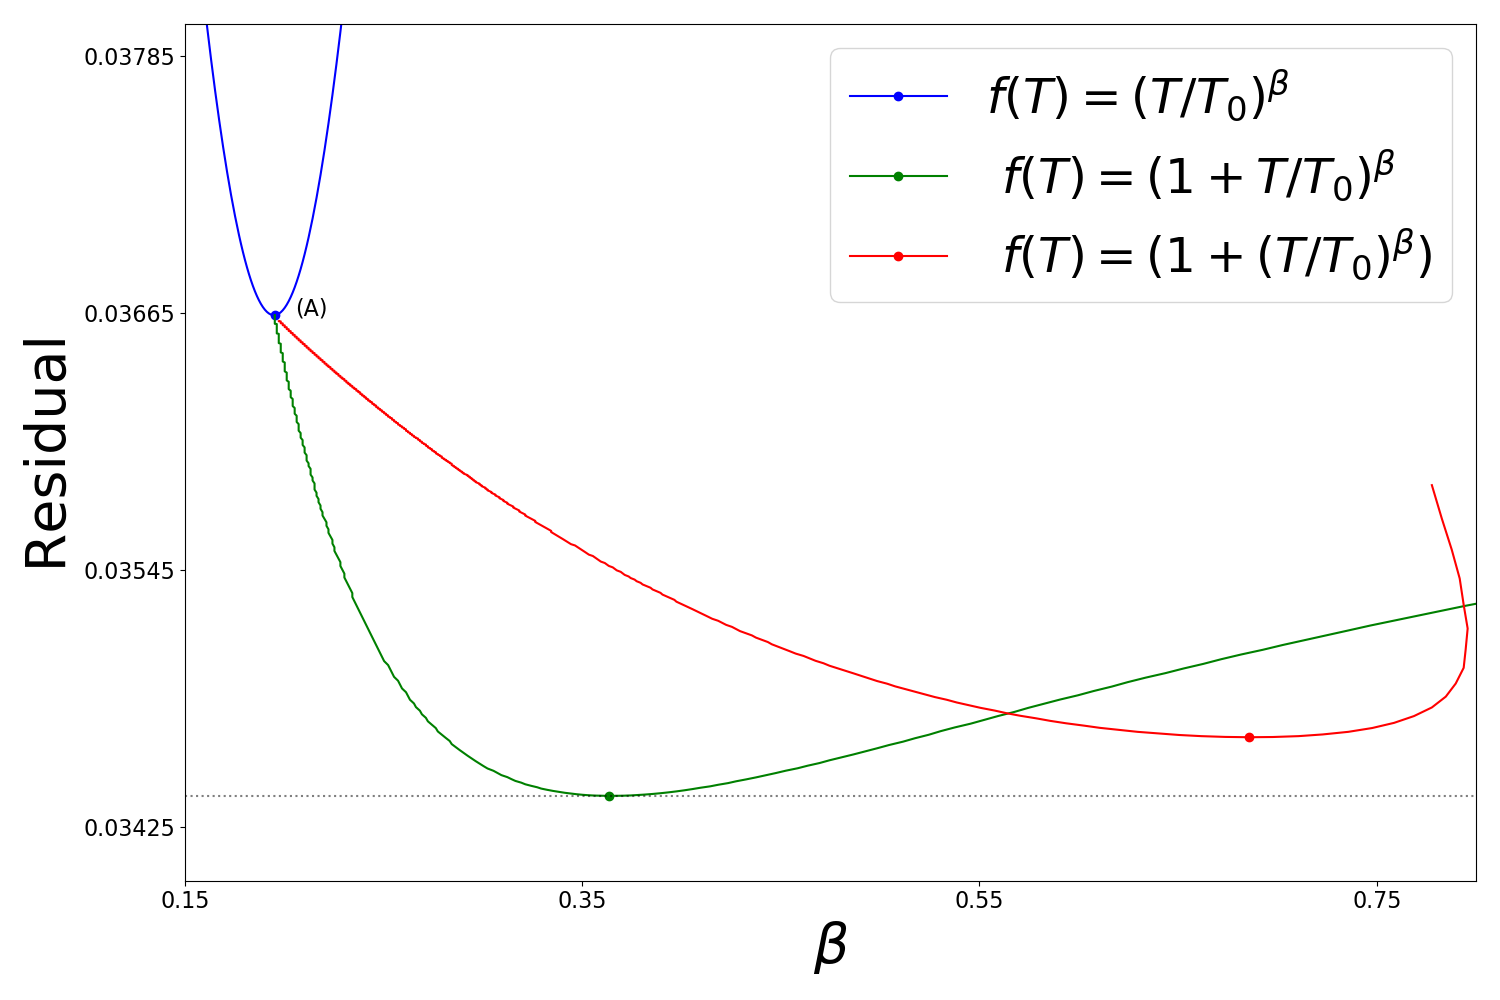 0.03785
0.03665
0.03545
0.03425
Residual
f(T) = (T/T₀)^β
f(T) = (1 + T/T₀)^β
f(T) = (1 + (T/T₀)^β)
(A)
0.15 0.35 0.55 0.75
β